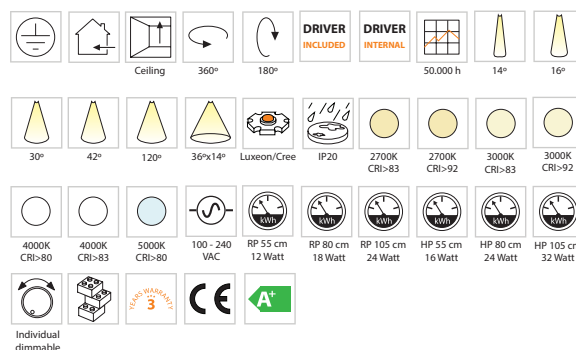 DRIVER
INCLUDED
DRIVER
INTERNAL
Ceiling
360º
180º
50.000 h
14º
16º
30º
42º
120º
36ºx14º
Luxeon/Cree
IP20
2700K
CRI>83
2700K
CRI>92
3000K
CRI>83
3000K
CRI>92
kWh
kWh
kWh
kWh
kWh
kWh
4000K
CRI>80
4000K
CRI>83
5000K
CRI>80
100 - 240
VAC
RP 55 cm
12 Watt
RP 80 cm
18 Watt
RP 105 cm
24 Watt
HP 55 cm
16 Watt
HP 80 cm
24 Watt
HP 105 cm
32 Watt
YEARS WARRANTY
3
CE
A+
Individual
dimmable